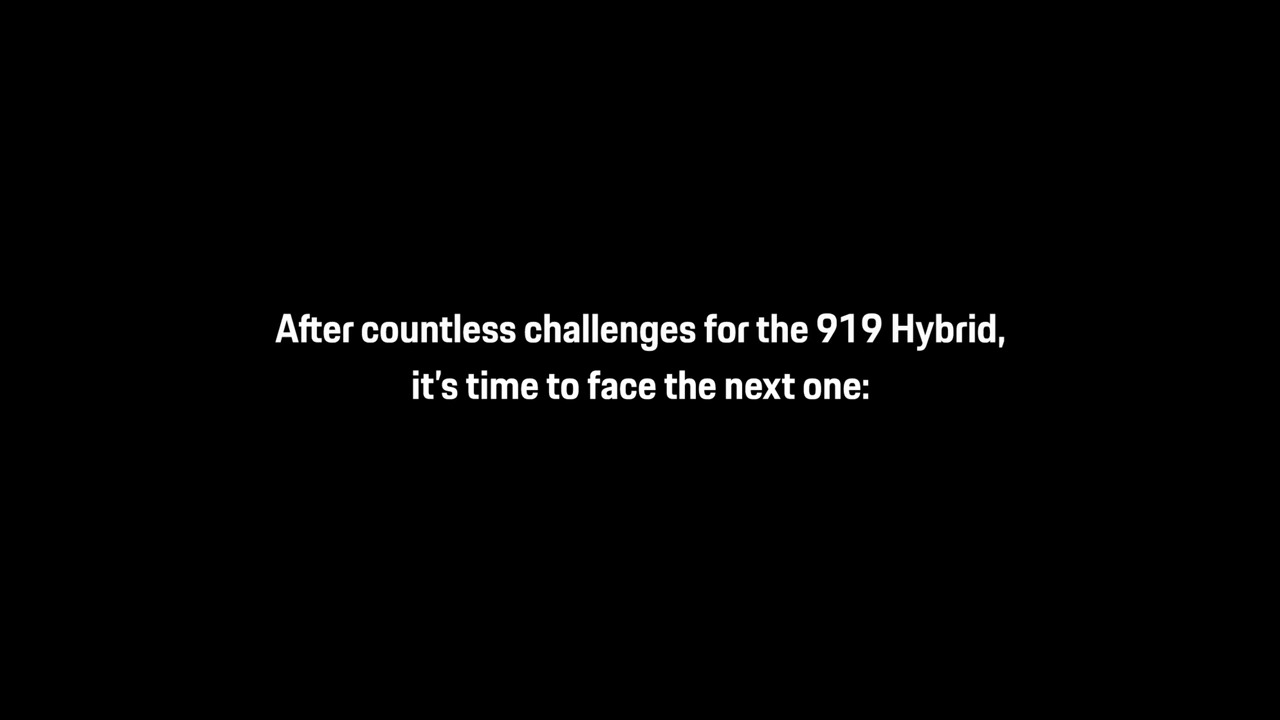 After countless challenges for the 919 Hybrid,
it's time to face the next one: